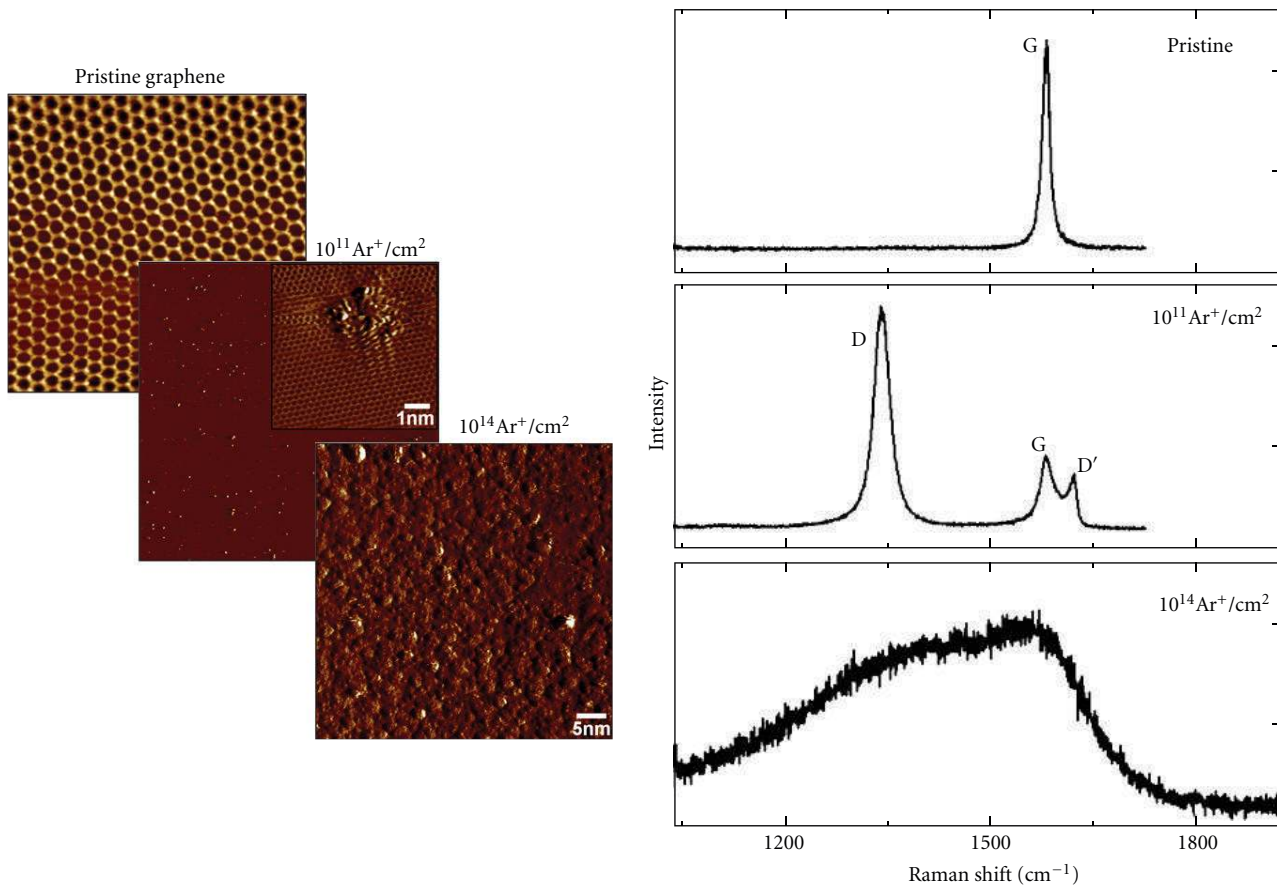 Pristine graphene
10¹¹Ar⁺/cm²
1nm
10¹⁴Ar⁺/cm²
5nm
Intensity
G
Pristine
D
G
D′
10¹¹Ar⁺/cm²
10¹⁴Ar⁺/cm²
1200
1500
1800
Raman shift (cm⁻¹)